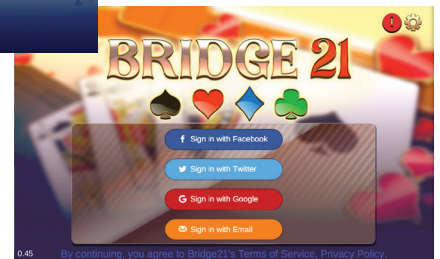 BRIDGE 21
Sign in with Facebook
Sign in with Twitter
Sign in with Google
Sign in with Email
0.45
By continuing, you agree to Bridge21's Terms of Service, Privacy Policy.